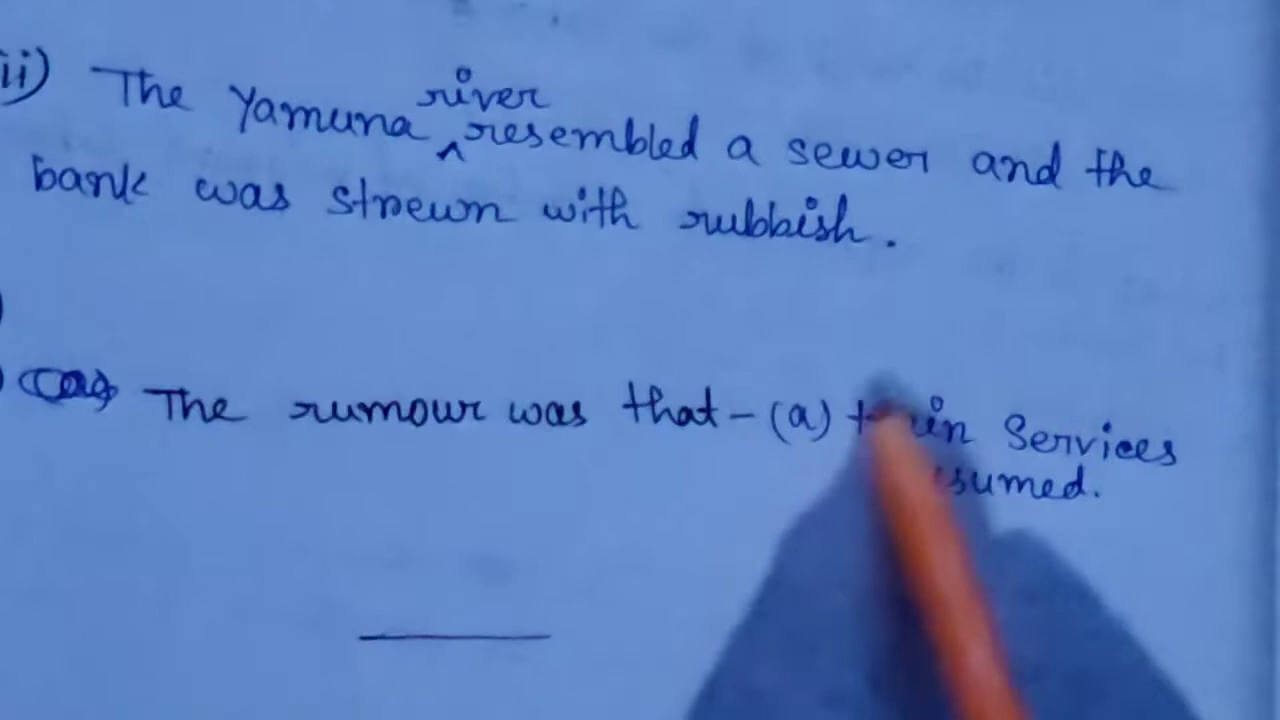 ii) The Yamuna river resembled a sewer and the
bank was strewn with rubbish.
The rumour was that - (a) Services